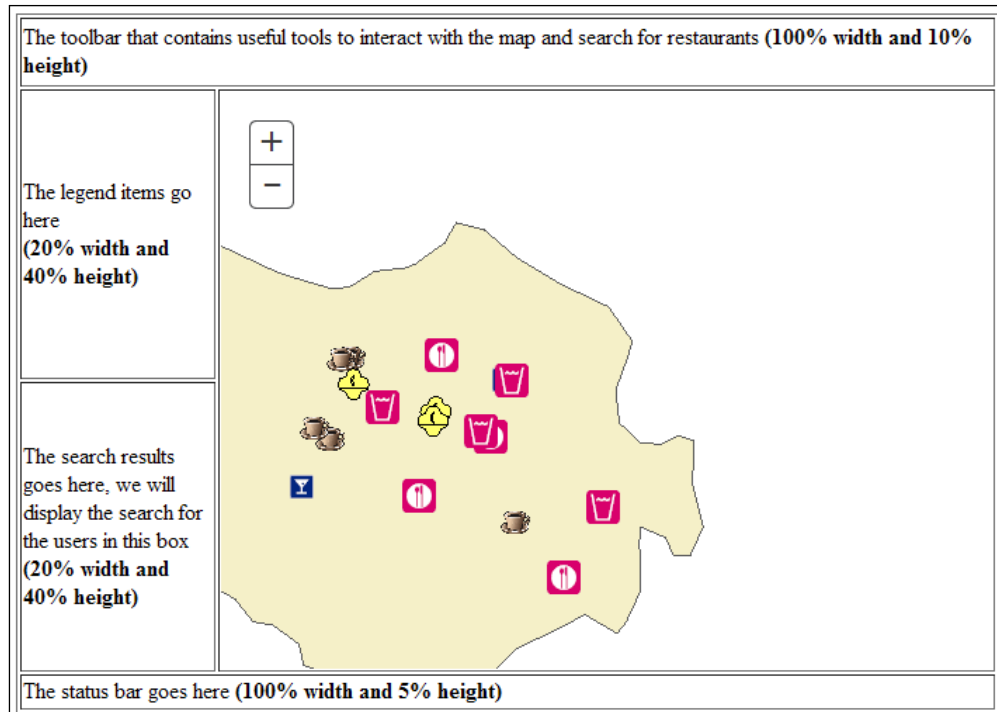 The toolbar that contains useful tools to interact with the map and search for restaurants (100% width and 10%
height)
+
−
The legend items go
here
(20% width and
40% height)
The search results
goes here, we will
display the search for
the users in this box
(20% width and
40% height)
The status bar goes here (100% width and 5% height)